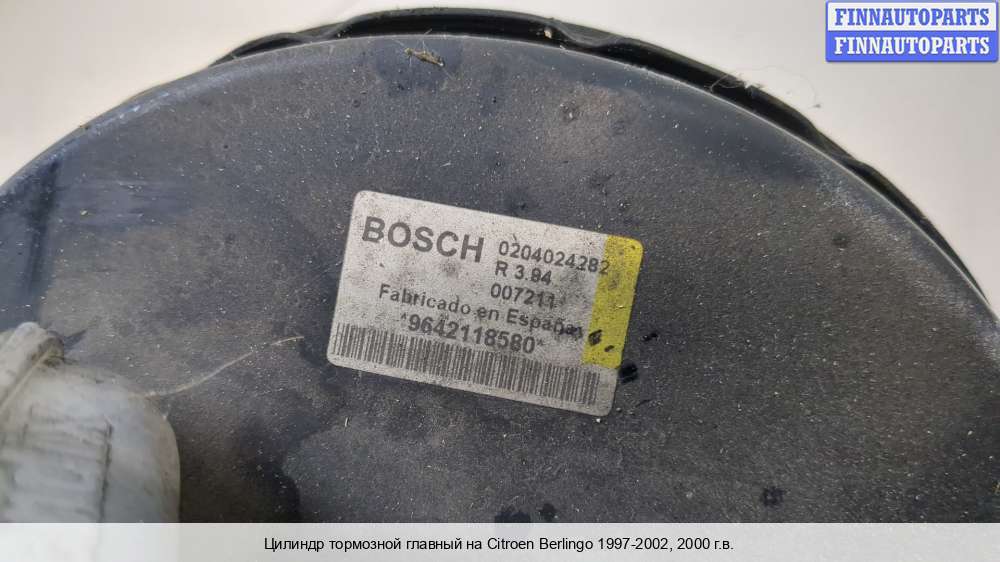 FINNAUTOPARTS
FINNAUTOPARTS
BOSCH 0204024282
R 3.94
007211
Fabricado en España
*9642118580*
Цилиндр тормозной главный на Citroen Berlingo 1997-2002, 2000 г.в.